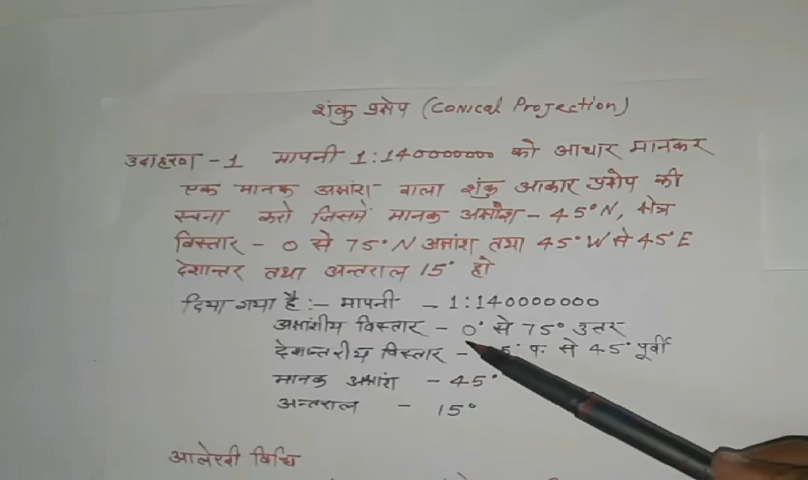 शंकु प्रक्षेप (Conical Projection)
उदाहरण - 1 मापनी 1:140000000 को आधार मानकर
एक मानक अक्षांश वाला शंकु आकार प्रक्षेप की
रचना करो जिसमें मानक अक्षांश - 45°N, क्षेत्र
विस्तार - 0 से 75°N अक्षांश तथा 45°W से 45°E
देशान्तर तथा अन्तराल 15° हो
दिया गया है :- मापनी - 1:140000000
अक्षांशीय विस्तार - 0° से 75° उत्तर
देशान्तरीय विस्तार - 5° प. से 45° पूर्वी
मानक अक्षांश - 45°
अन्तराल - 15°
आलेखी विधि